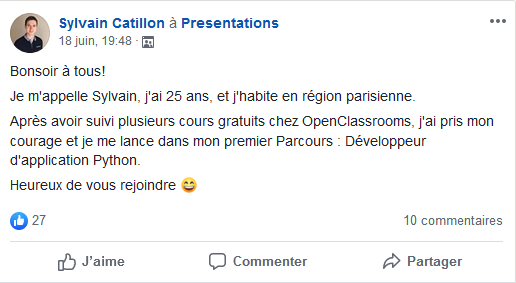 Sylvain Catillon à Presentations
18 juin, 19:48 ·
Bonsoir à tous!
Je m'appelle Sylvain, j'ai 25 ans, et j'habite en région parisienne.
Après avoir suivi plusieurs cours gratuits chez OpenClassrooms, j'ai pris mon
courage et je me lance dans mon premier Parcours : Développeur
d'application Python.
Heureux de vous rejoindre 😄
27
10 commentaires
J'aime
Commenter
Partager